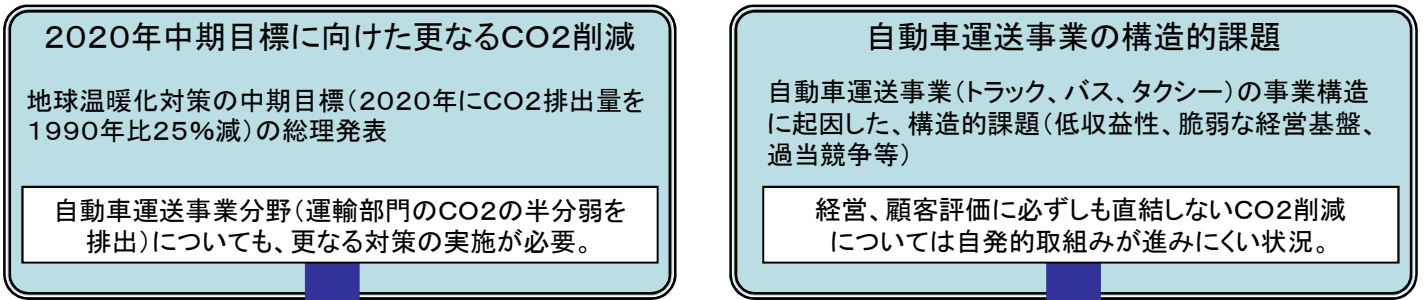 2020年中期目標に向けた更なるCO2削減
地球温暖化対策の中期目標(2020年にCO2排出量を
1990年比25%減)の総理発表
自動車運送事業分野(運輸部門のCO2の半分弱を
排出)についても、更なる対策の実施が必要。
自動車運送事業の構造的課題
自動車運送事業(トラック、バス、タクシー)の事業構造
に起因した、構造的課題(低収益性、脆弱な経営基盤、
過当競争等)
経営、顧客評価に必ずしも直結しないCO2削減
については自発的取組みが進みにくい状況。